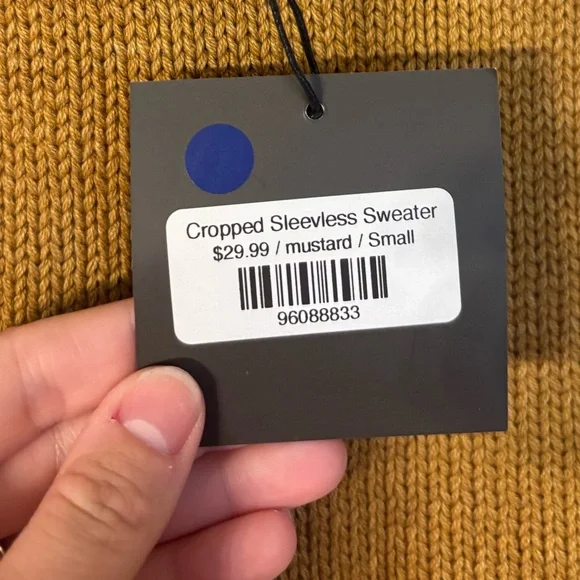 Cropped Sleevless Sweater
$29.99 / mustard / Small
96088833